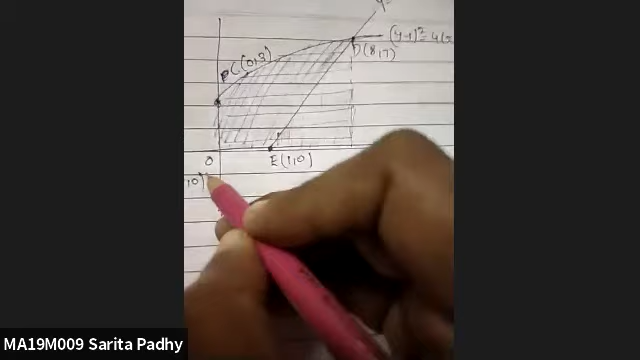 (y-1)² = 4(
C(0,3)
D(8,7)
O
E(1,0)
,0)
MA19M009 Sarita Padhy